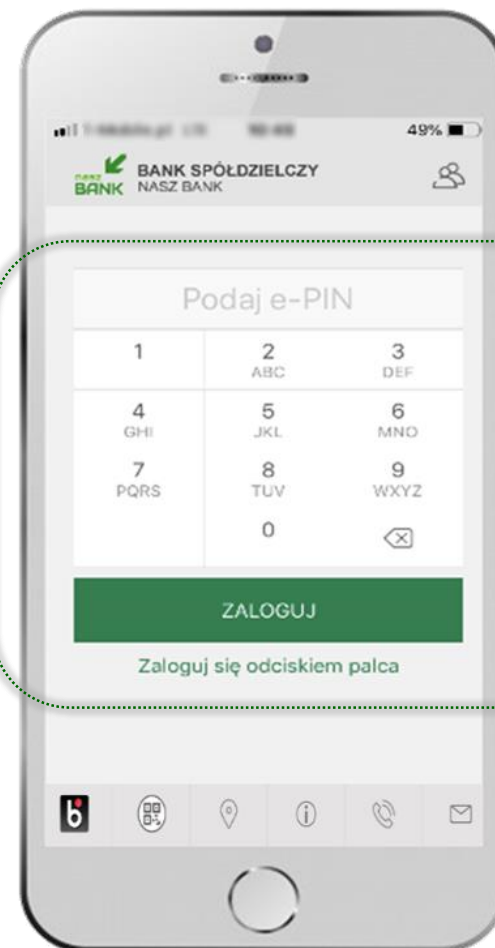 49%
nasz BANK
BANK SPÓŁDZIELCZY
NASZ BANK
Podaj e-PIN
1 2 3
ABC DEF
4 5 6
GHI JKL MNO
7 8 9
PQRS TUV WXYZ
0
ZALOGUJ
Zaloguj się odciskiem palca
b